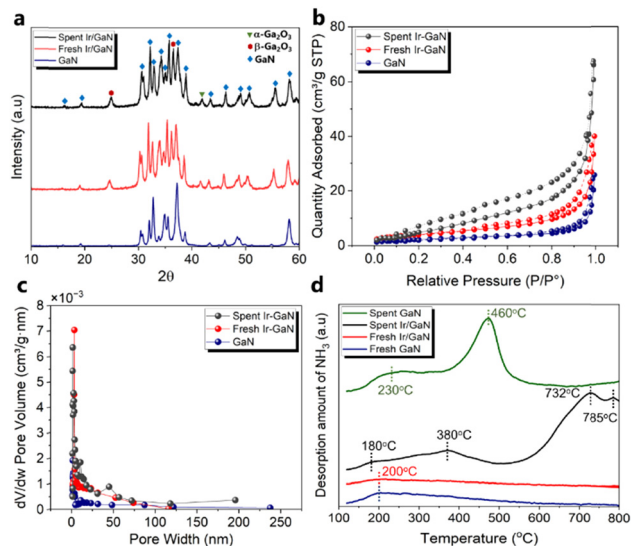 a
Spent Ir/GaN
Fresh Ir/GaN
GaN
α-Ga₂O₃
β-Ga₂O₃
GaN
Intensity (a.u)
10 20 30 40 50 60
2θ
b
Spent Ir-GaN
Fresh Ir-GaN
GaN
Quantity Adsorbed (cm³/g STP)
80
60
40
20
0
0.0 0.2 0.4 0.6 0.8 1.0
Relative Pressure (P/P°)
c
×10⁻³
Spent Ir-GaN
Fresh Ir-GaN
GaN
dV/dw Pore Volume (cm³/g·nm)
8
7
6
5
4
3
2
1
0
0 50 100 150 200 250
Pore Width (nm)
d
Spent GaN
Spent Ir/GaN
Fresh Ir/GaN
Fresh GaN
Desorption amount of NH₃ (a.u)
460°C
230°C
732°C
785°C
180°C
380°C
200°C
100 200 300 400 500 600 700 800
Temperature (°C)